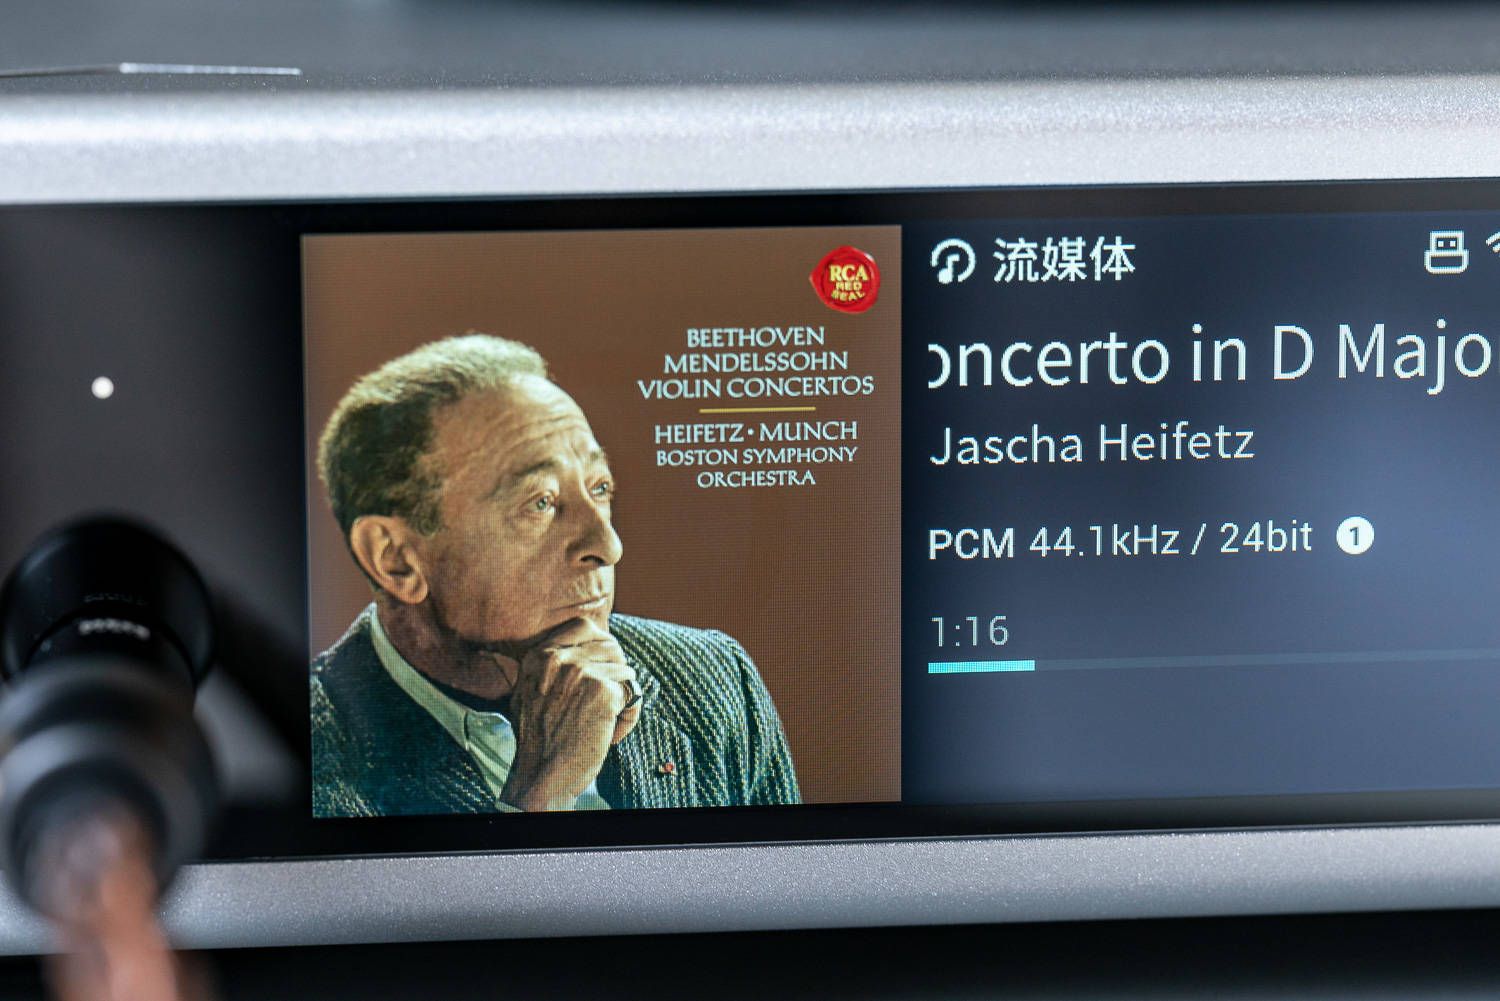 RCA
RED
SEAL
BEETHOVEN
MENDELSSOHN
VIOLIN CONCERTOS
HEIFETZ • MUNCH
BOSTON SYMPHONY
ORCHESTRA
流媒体
oncerto in D Majo
Jascha Heifetz
PCM 44.1kHz / 24bit 1
1:16